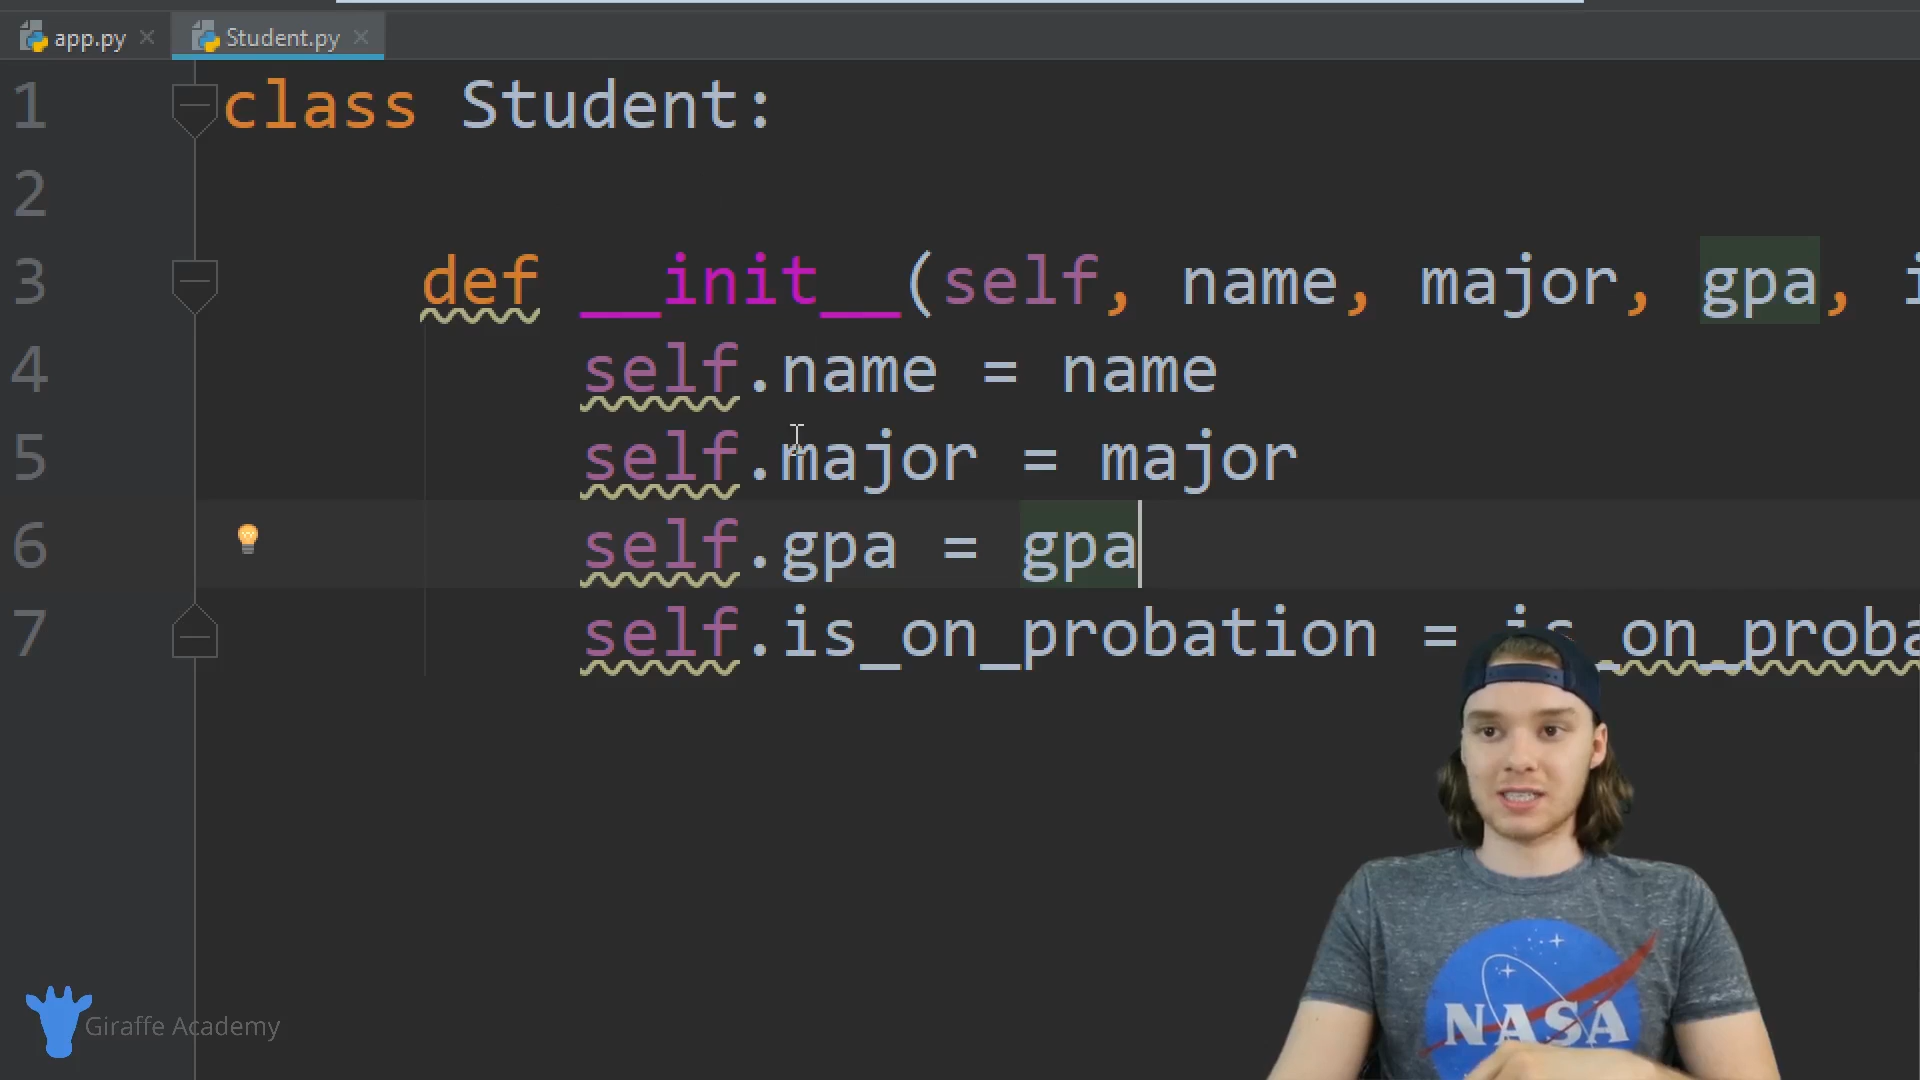 app.py Student.py
1 class Student:
2
3 def __init__(self, name, major, gpa, i
4 self.name = name
5 self.major = major
6 self.gpa = gpa
7 self.is_on_probation = is_on_proba
NASA
Giraffe Academy